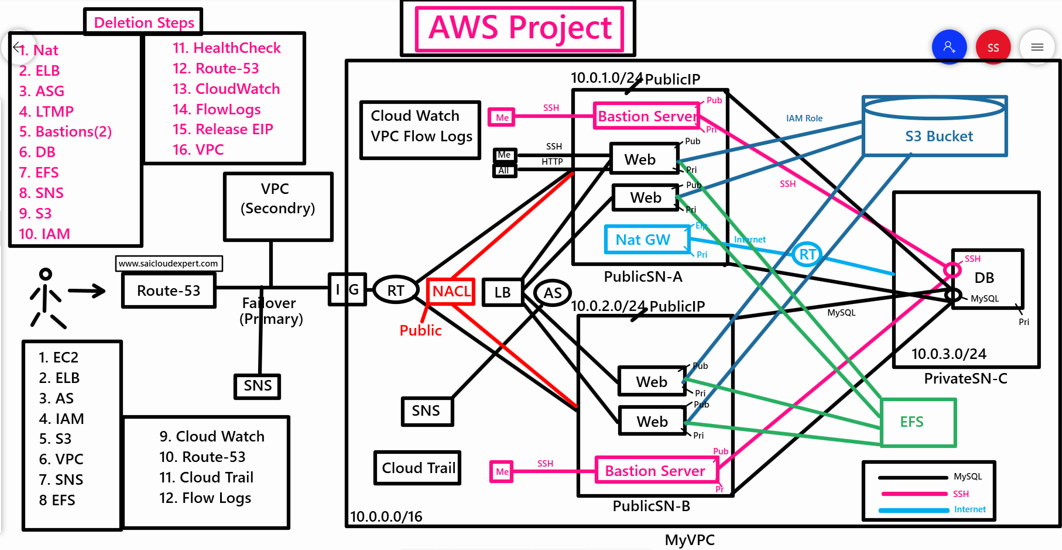 Deletion Steps
1. Nat
2. ELB
3. ASG
4. LTMP
5. Bastions(2)
6. DB
7. EFS
8. SNS
9. S3
10. IAM
11. HealthCheck
12. Route-53
13. CloudWatch
14. FlowLogs
15. Release EIP
16. VPC
AWS Project
SS
VPC
(Secondry)
www.saicloudexpert.com
Route-53
Failover
(Primary)
SNS
1. EC2
2. ELB
3. AS
4. IAM
5. S3
6. VPC
7. SNS
8 EFS
9. Cloud Watch
10. Route-53
11. Cloud Trail
12. Flow Logs
Cloud Watch
VPC Flow Logs
I G
RT
NACL
Public
LB
AS
SNS
Cloud Trail
10.0.0.0/16
MyVPC
10.0.1.0/24
PublicIP
Me
SSH
Bastion Server
Pub
Pri
Me
SSH
All
HTTP
Web
Pub
Pri
Web
Pub
Pri
Nat GW
Eip
Pri
Internet
RT
PublicSN-A
10.0.2.0/24
PublicIP
Web
Pub
Pri
Web
Pub
Pri
Me
SSH
Bastion Server
Pub
Pr
PublicSN-B
IAM Role
SSH
MySQL
S3 Bucket
SSH
DB
MySQL
Pri
10.0.3.0/24
PrivateSN-C
EFS
MySQL
SSH
Internet